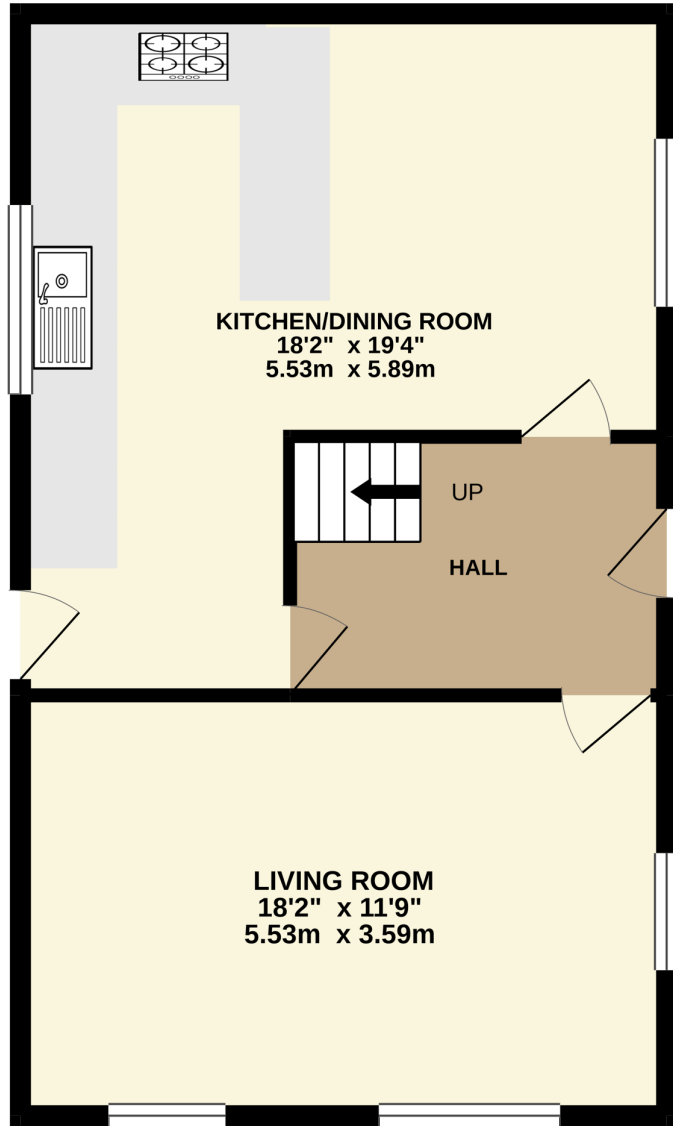 KITCHEN/DINING ROOM
18'2" x 19'4"
5.53m x 5.89m
UP
HALL
LIVING ROOM
18'2" x 11'9"
5.53m x 3.59m